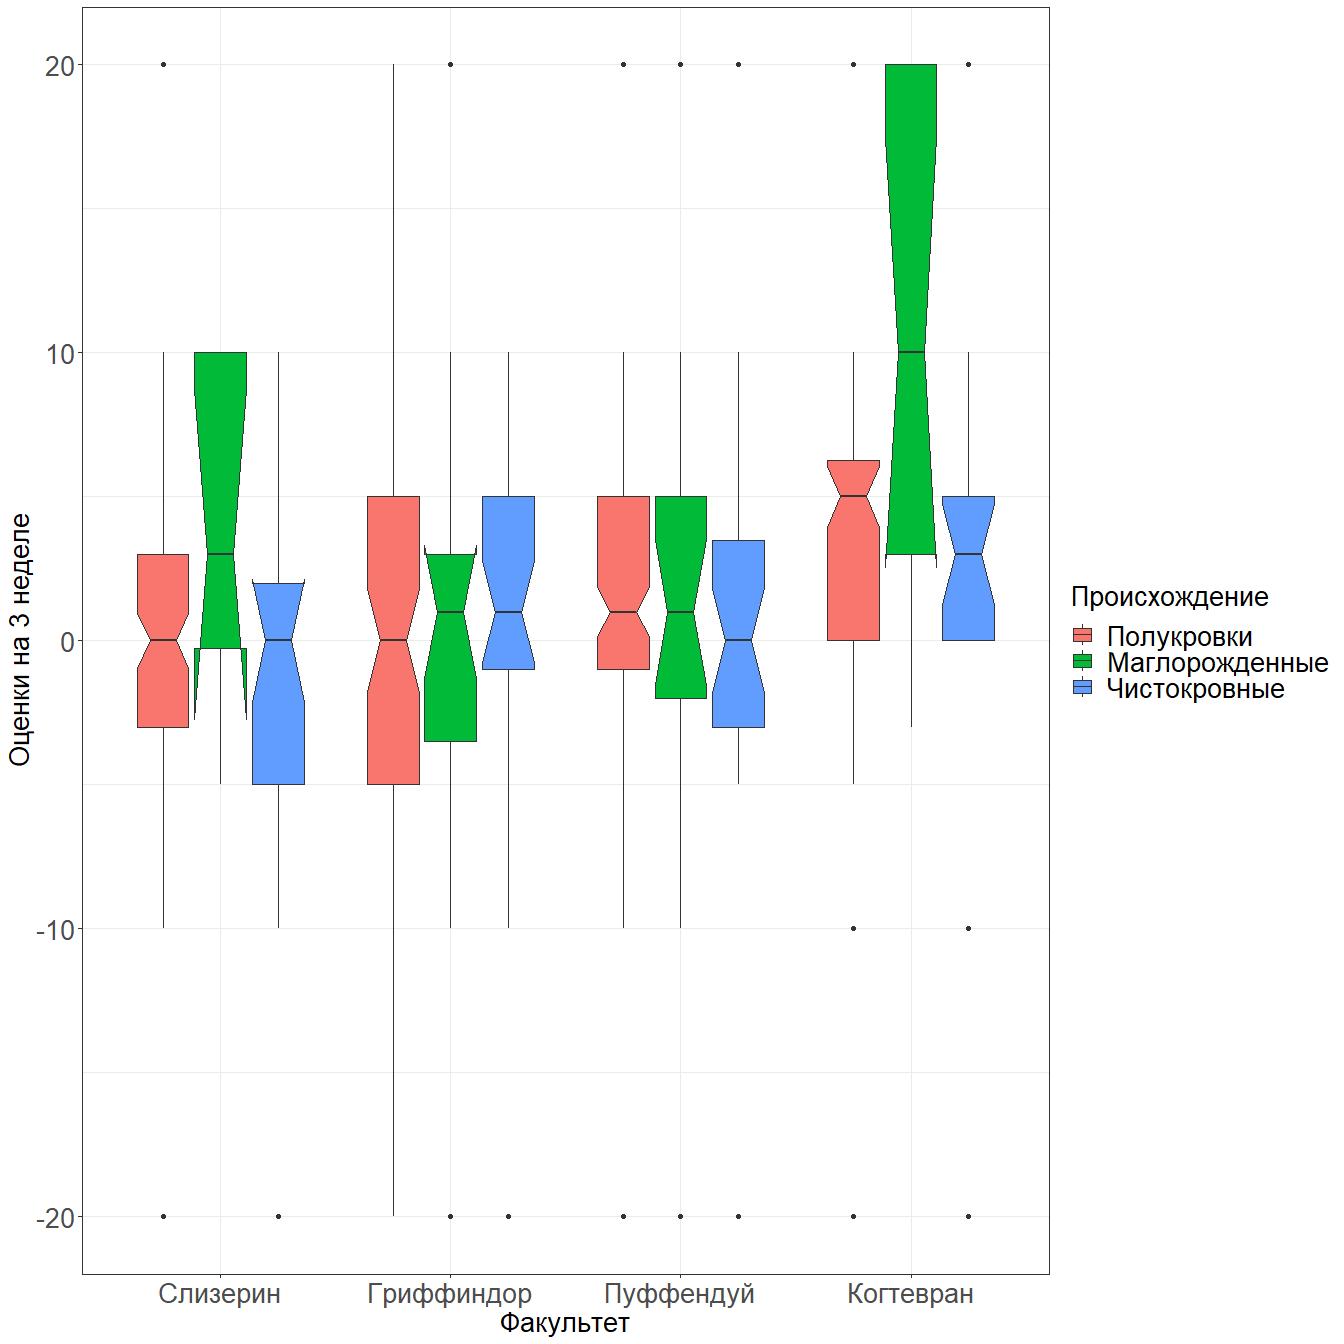 20
10
0
-10
-20
Оценки на 3 неделе
Слизерин
Гриффиндор
Пуффендуй
Когтевран
Факультет
Происхождение
Полукровки
Маглорожденные
Чистокровные